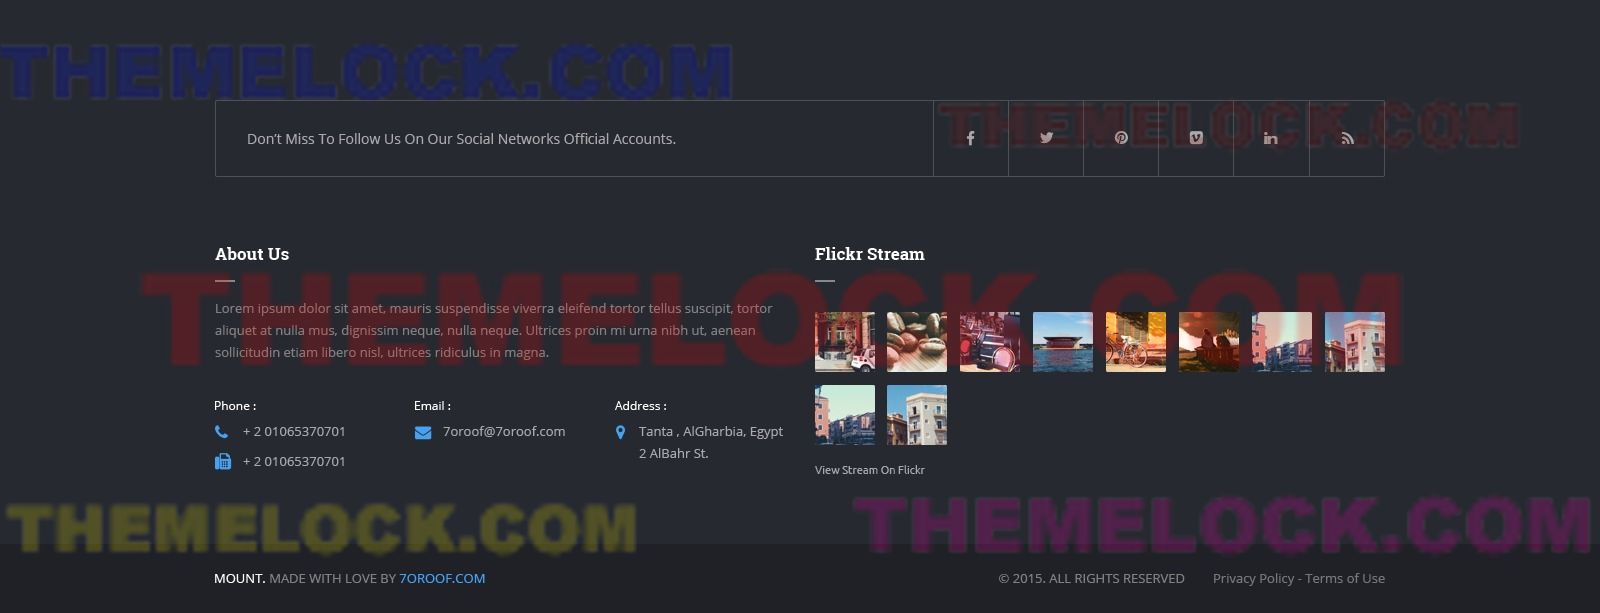 THEMELOCK.COM
THEMELOCK.COM
Don’t Miss To Follow Us On Our Social Networks Official Accounts.
About Us
Lorem ipsum dolor sit amet, mauris suspendisse viverra eleifend tortor tellus suscipit, tortor
aliquet at nulla mus, dignissim neque, nulla neque. Ultrices proin mi urna nibh ut, aenean
sollicitudin etiam libero nisl, ultrices ridiculus in magna.
Phone :
+ 2 01065370701
+ 2 01065370701
Email :
7oroof@7oroof.com
Address :
Tanta , AlGharbia, Egypt
2 AlBahr St.
Flickr Stream
View Stream On Flickr
THEMELOCK.COM
THEMELOCK.COM
THEMELOCK.COM
MOUNT. MADE WITH LOVE BY 7OROOF.COM
© 2015. ALL RIGHTS RESERVED
Privacy Policy - Terms of Use